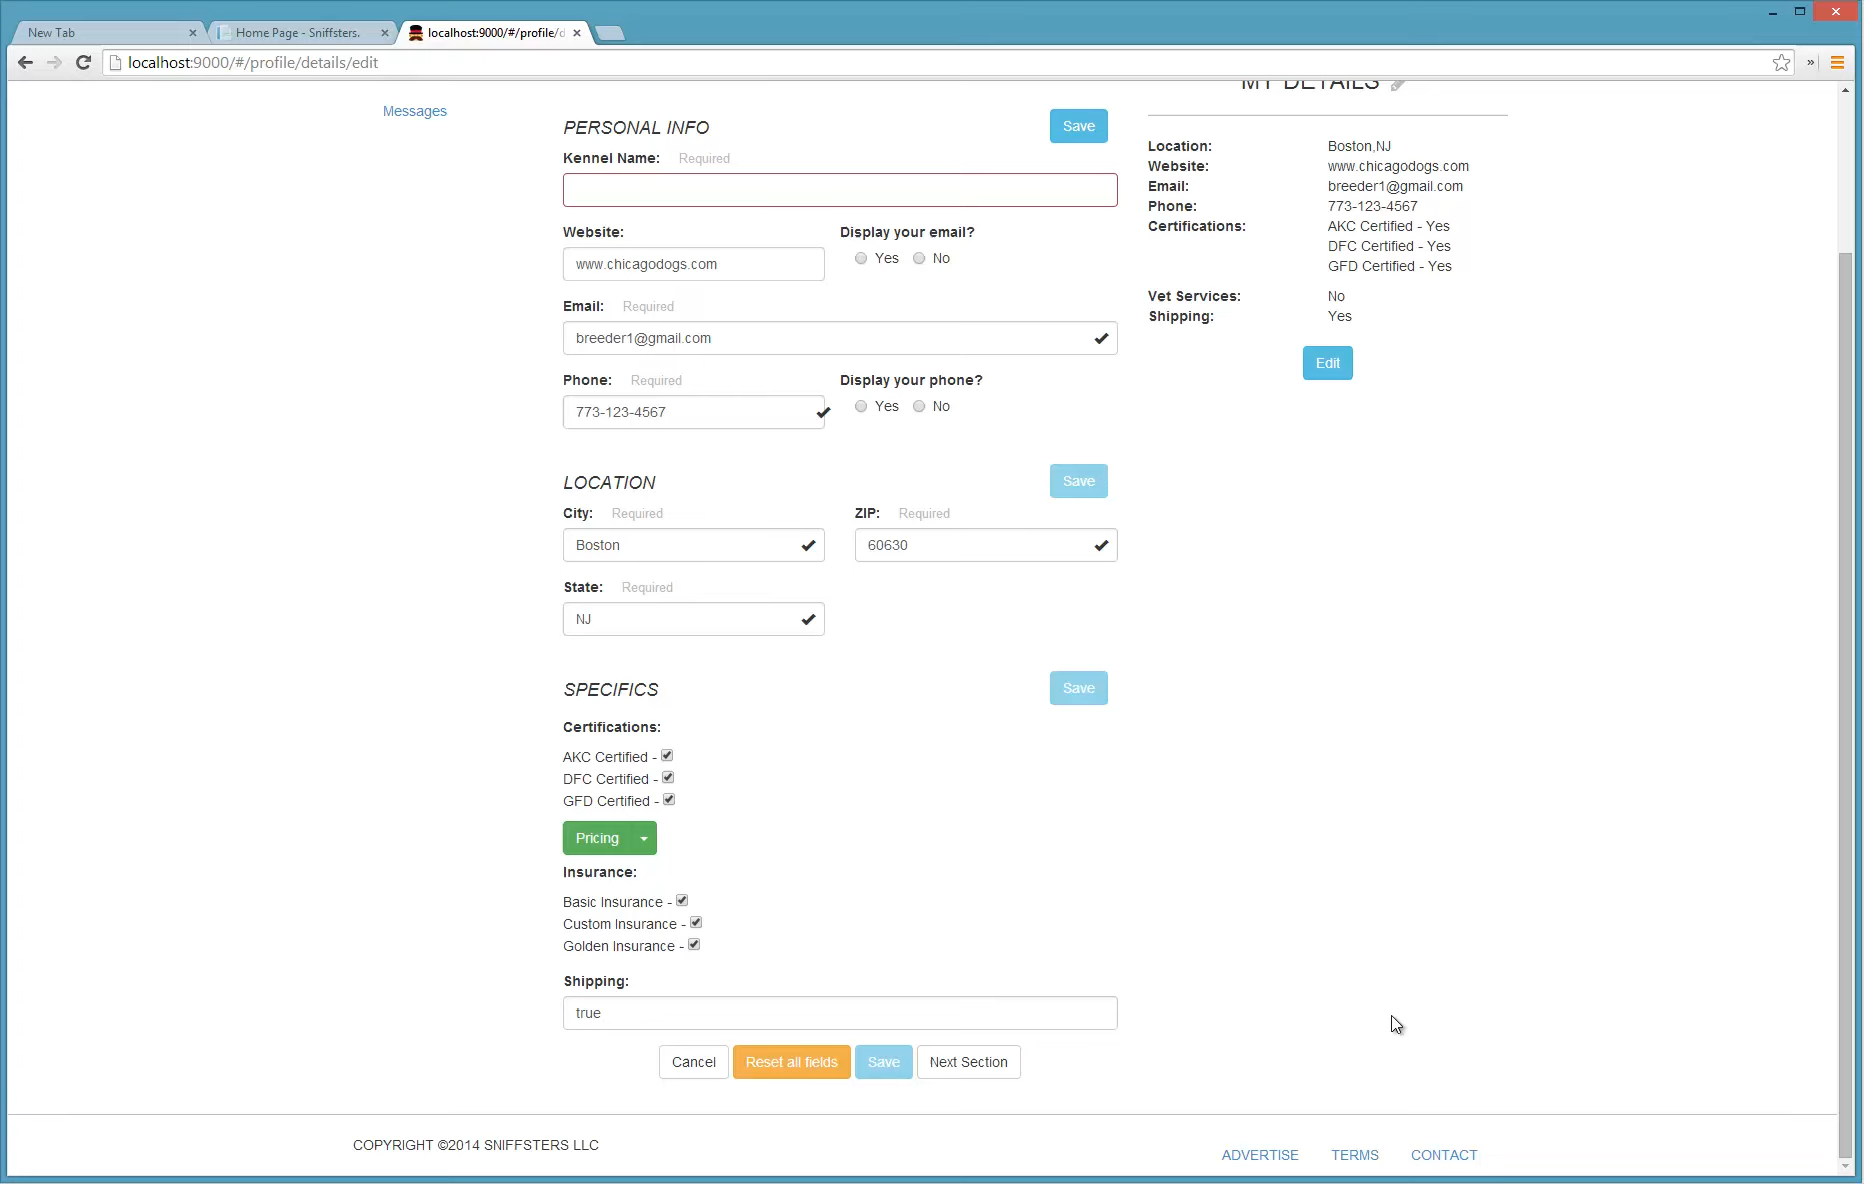 New Tab
Home Page - Sniffsters.
localhost:9000/#/profile/d
localhost:9000/#/profile/details/edit
»
Messages
MY DETAILS
PERSONAL INFO
Save
Kennel Name: Required
Website:
Display your email?
www.chicagodogs.com
Yes No
Email: Required
breeder1@gmail.com
Phone: Required
Display your phone?
773-123-4567
Yes No
LOCATION
Save
City: Required
ZIP: Required
Boston
60630
State: Required
NJ
SPECIFICS
Save
Certifications:
AKC Certified -
DFC Certified -
GFD Certified -
Pricing
Insurance:
Basic Insurance -
Custom Insurance -
Golden Insurance -
Shipping:
true
Cancel
Reset all fields
Save
Next Section
Location: Boston,NJ
Website: www.chicagodogs.com
Email: breeder1@gmail.com
Phone: 773-123-4567
Certifications: AKC Certified - Yes
DFC Certified - Yes
GFD Certified - Yes
Vet Services: No
Shipping: Yes
Edit
COPYRIGHT ©2014 SNIFFSTERS LLC
ADVERTISE TERMS CONTACT